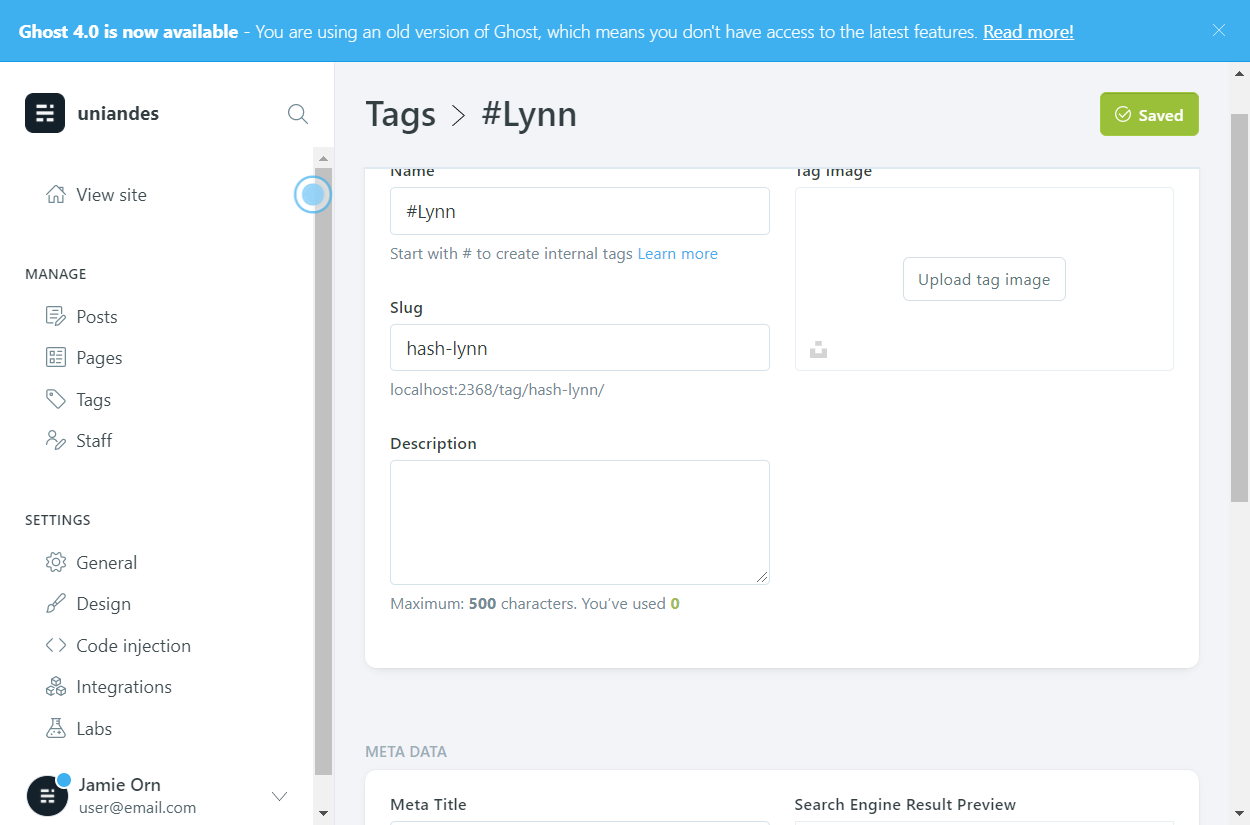 Ghost 4.0 is now available - You are using an old version of Ghost, which means you don't have access to the latest features. Read more!
uniandes
View site
MANAGE
Posts
Pages
Tags
Staff
SETTINGS
General
Design
Code injection
Integrations
Labs
Jamie Orn
user@email.com
Tags > #Lynn
Saved
Name
#Lynn
Start with # to create internal tags Learn more
Slug
hash-lynn
localhost:2368/tag/hash-lynn/
Description
Maximum: 500 characters. You’ve used 0
Tag image
Upload tag image
META DATA
Meta Title
Search Engine Result Preview